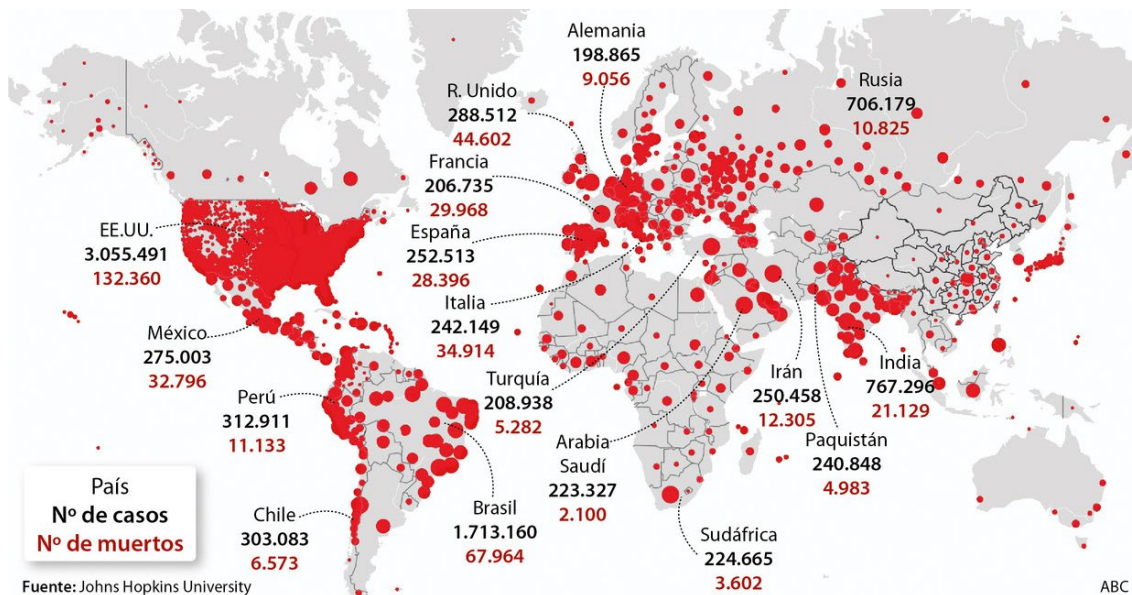 Alemania
198.865
9.056
R. Unido
288.512
44.602
Rusia
706.179
10.825
Francia
206.735
29.968
EE.UU.
3.055.491
132.360
España
252.513
28.396
Italia
242.149
34.914
México
275.003
32.796
Turquía
208.938
5.282
Irán
250.458
12.305
India
767.296
21.129
Perú
312.911
11.133
Arabia
Saudí
223.327
2.100
Paquistán
240.848
4.983
Chile
303.083
6.573
Brasil
1.713.160
67.964
Sudáfrica
224.665
3.602
País
Nº de casos
Nº de muertos
Fuente: Johns Hopkins University
ABC